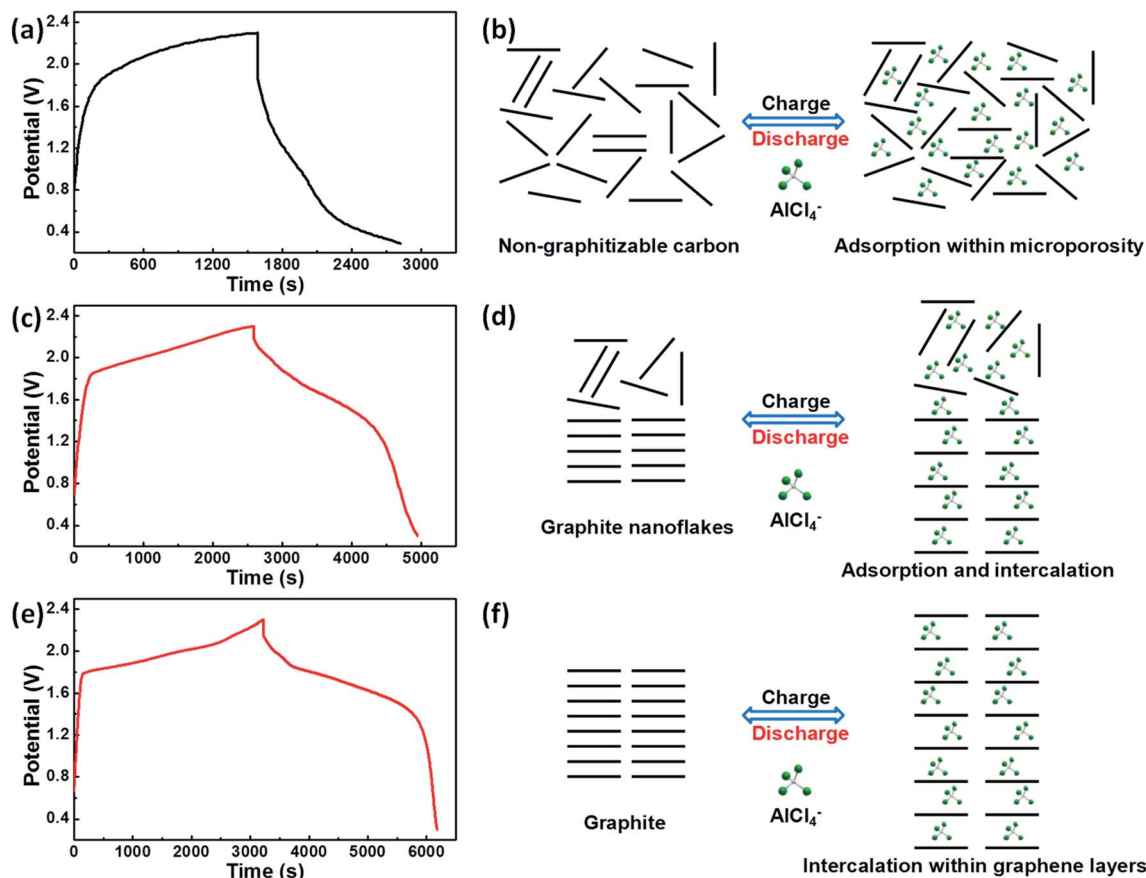 (a)
Potential (V)
2.4
2.0
1.6
1.2
0.8
0.4
0 600 1200 1800 2400 3000
Time (s)
(b)
Charge
Discharge
AlCl4-
Non-graphitizable carbon
Adsorption within microporosity
(c)
Potential (V)
2.4
2.0
1.6
1.2
0.8
0.4
0 1000 2000 3000 4000 5000
Time (s)
(d)
Charge
Discharge
AlCl4-
Graphite nanoflakes
Adsorption and intercalation
(e)
Potential (V)
2.4
2.0
1.6
1.2
0.8
0.4
0 1000 2000 3000 4000 5000 6000
Time (s)
(f)
Charge
Discharge
AlCl4-
Graphite
Intercalation within graphene layers